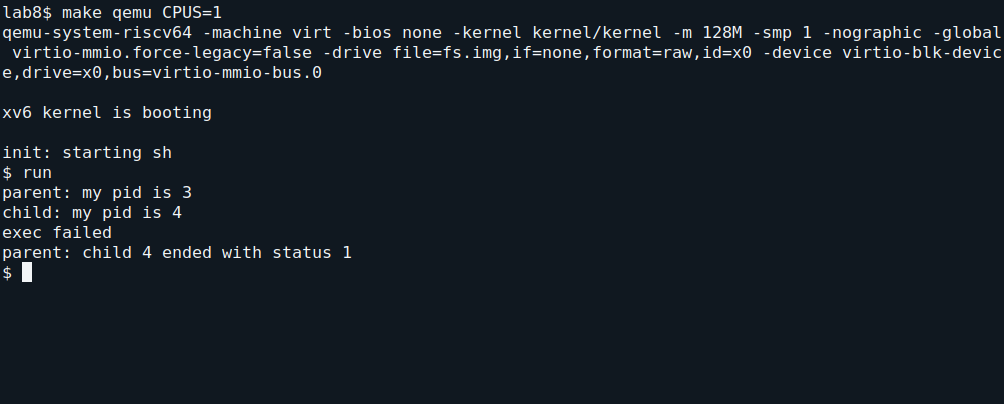 lab8$ make qemu CPUS=1
qemu-system-riscv64 -machine virt -bios none -kernel kernel/kernel -m 128M -smp 1 -nographic -global
 virtio-mmio.force-legacy=false -drive file=fs.img,if=none,format=raw,id=x0 -device virtio-blk-devic
e,drive=x0,bus=virtio-mmio-bus.0
xv6 kernel is booting
init: starting sh
$ run
parent: my pid is 3
child: my pid is 4
exec failed
parent: child 4 ended with status 1
$